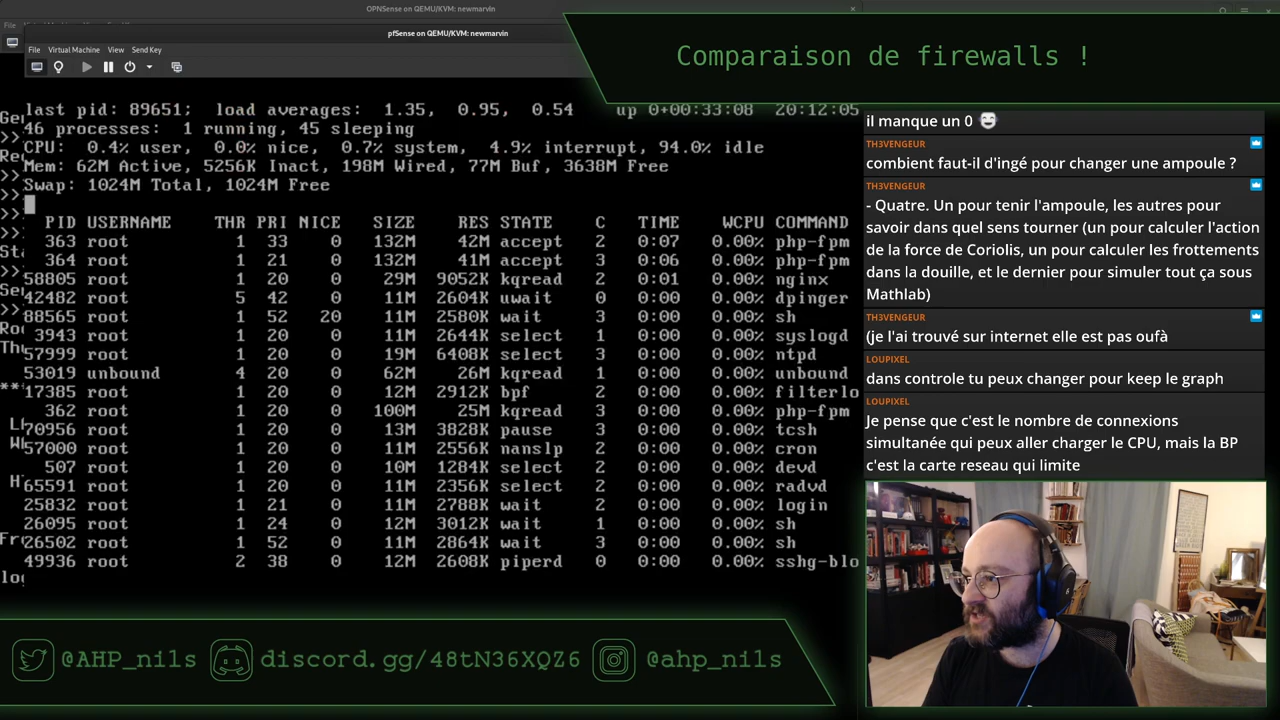 OPNSense on QEMU/KVM: newmarvin
File
pfSense on QEMU/KVM: newmarvin
File Virtual Machine View Send Key
Comparaison de firewalls !
last pid: 89651; load averages: 1.35, 0.95, 0.54 up 0+00:33:08 20:12:05
46 processes: 1 running, 45 sleeping
CPU: 0.4% user, 0.0% nice, 0.7% system, 4.9% interrupt, 94.0% idle
Mem: 62M Active, 5256K Inact, 198M Wired, 77M Buf, 3638M Free
Swap: 1024M Total, 1024M Free
PID USERNAME THR PRI NICE SIZE RES STATE C TIME WCPU COMMAND
363 root 1 33 0 132M 42M accept 2 0:07 0.00% php-fpm
364 root 1 21 0 132M 41M accept 3 0:06 0.00% php-fpm
58805 root 1 20 0 29M 9052K kqread 2 0:01 0.00% nginx
42482 root 5 42 0 11M 2604K uwait 0 0:00 0.00% dpinger
88565 root 1 52 20 11M 2580K wait 3 0:00 0.00% sh
3943 root 1 20 0 11M 2644K select 1 0:00 0.00% syslogd
57999 root 1 20 0 19M 6408K select 3 0:00 0.00% ntpd
53019 unbound 4 20 0 62M 26M kqread 1 0:00 0.00% unbound
17385 root 1 20 0 12M 2912K bpf 2 0:00 0.00% filterlo
362 root 1 20 0 100M 25M kqread 3 0:00 0.00% php-fpm
70956 root 1 20 0 13M 3828K pause 3 0:00 0.00% tcsh
57000 root 1 20 0 11M 2556K nanslp 2 0:00 0.00% cron
507 root 1 20 0 10M 1284K select 2 0:00 0.00% devd
65591 root 1 20 0 11M 2356K select 2 0:00 0.00% radvd
25832 root 1 21 0 11M 2788K wait 2 0:00 0.00% login
26095 root 1 24 0 12M 3012K wait 1 0:00 0.00% sh
26502 root 1 52 0 11M 2864K wait 3 0:00 0.00% sh
49936 root 2 38 0 12M 2608K piperd 0 0:00 0.00% sshg-blo
il manque un 0
TH3VENGEUR
combient faut-il d'ingé pour changer une ampoule ?
TH3VENGEUR
- Quatre. Un pour tenir l'ampoule, les autres pour
savoir dans quel sens tourner (un pour calculer l'action
de la force de Coriolis, un pour calculer les frottements
dans la douille, et le dernier pour simuler tout ça sous
Mathlab)
TH3VENGEUR
(je l'ai trouvé sur internet elle est pas oufà
LOUPIXEL
dans controle tu peux changer pour keep le graph
LOUPIXEL
Je pense que c'est le nombre de connexions
simultanée qui peux aller charger le CPU, mais la BP
c'est la carte reseau qui limite
@AHP_nils discord.gg/48tN36XQZ6 @ahp_nils